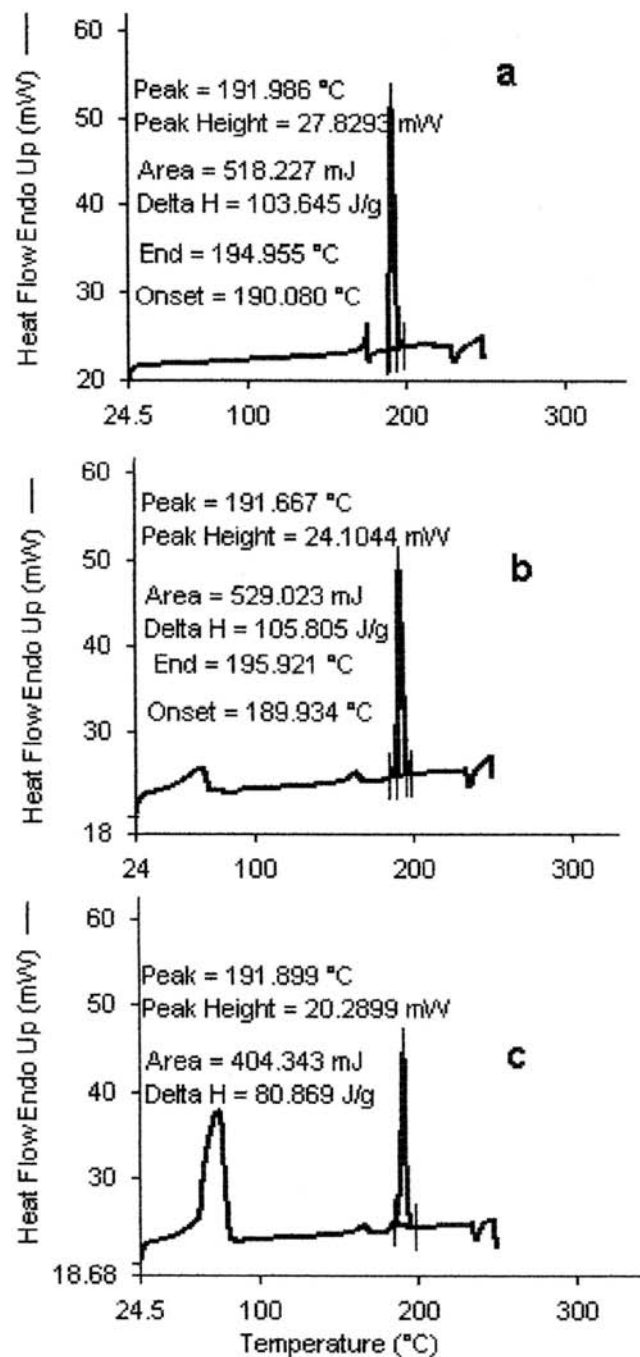 Heat Flow Endo Up (mW)
60
50
40
30
20
a
Peak = 191.986 °C
Peak Height = 27.8293 mW
Area = 518.227 mJ
Delta H = 103.645 J/g
End = 194.955 °C
Onset = 190.080 °C
24.5 100 200 300
Heat Flow Endo Up (mW)
60
50
40
30
18
b
Peak = 191.667 °C
Peak Height = 24.1044 mW
Area = 529.023 mJ
Delta H = 105.805 J/g
End = 195.921 °C
Onset = 189.934 °C
24 100 200 300
Heat Flow Endo Up (mW)
60
50
40
30
18.68
c
Peak = 191.899 °C
Peak Height = 20.2899 mW
Area = 404.343 mJ
Delta H = 80.869 J/g
24.5 100 200 300
Temperature (°C)